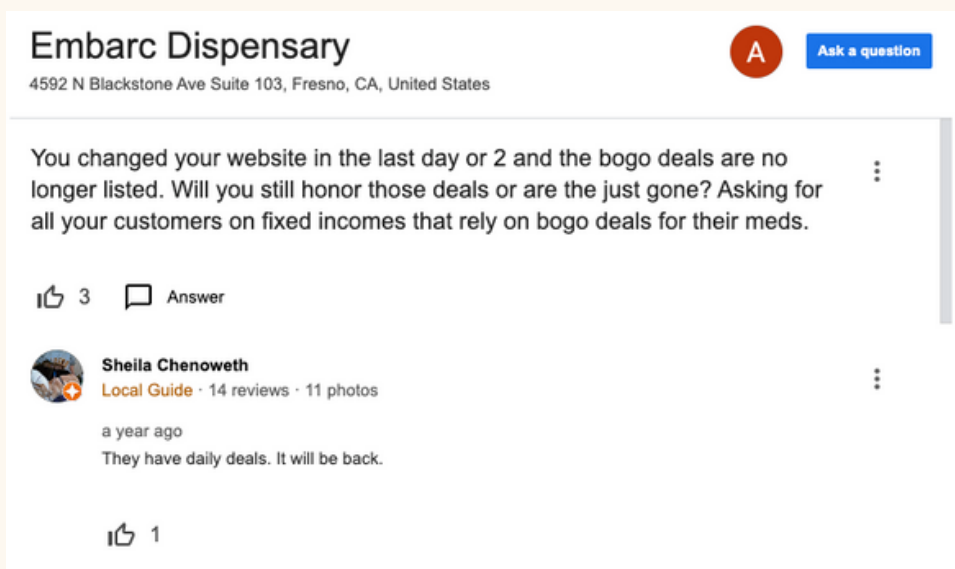 Embarc Dispensary
4592 N Blackstone Ave Suite 103, Fresno, CA, United States
A
Ask a question
You changed your website in the last day or 2 and the bogo deals are no
longer listed. Will you still honor those deals or are the just gone? Asking for
all your customers on fixed incomes that rely on bogo deals for their meds.
3
Answer
Sheila Chenoweth
Local Guide · 14 reviews · 11 photos
a year ago
They have daily deals. It will be back.
1